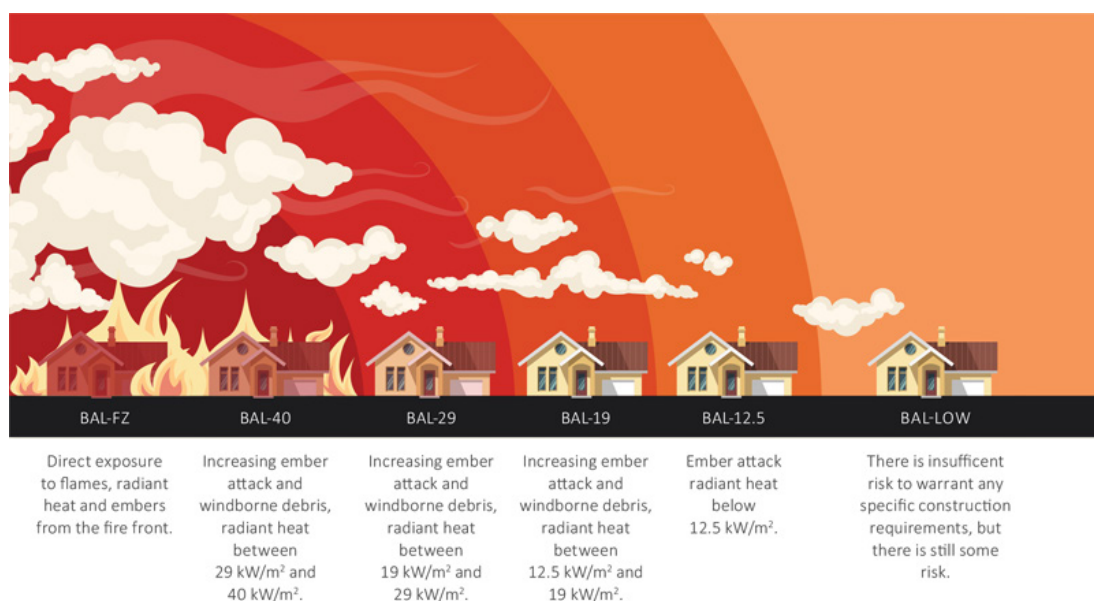 BAL-FZ
BAL-40
BAL-29
BAL-19
BAL-12.5
BAL-LOW
Direct exposure
to flames, radiant
heat and embers
from the fire front.
Increasing ember
attack and
windborne debris,
radiant heat
between
29 kW/m² and
40 kW/m².
Increasing ember
attack and
windborne debris,
radiant heat
between
19 kW/m² and
29 kW/m².
Increasing ember
attack and
windborne debris,
radiant heat
between
12.5 kW/m² and
19 kW/m².
Ember attack
radiant heat
below
12.5 kW/m².
There is insufficent
risk to warrant any
specific construction
requirements, but
there is still some
risk.